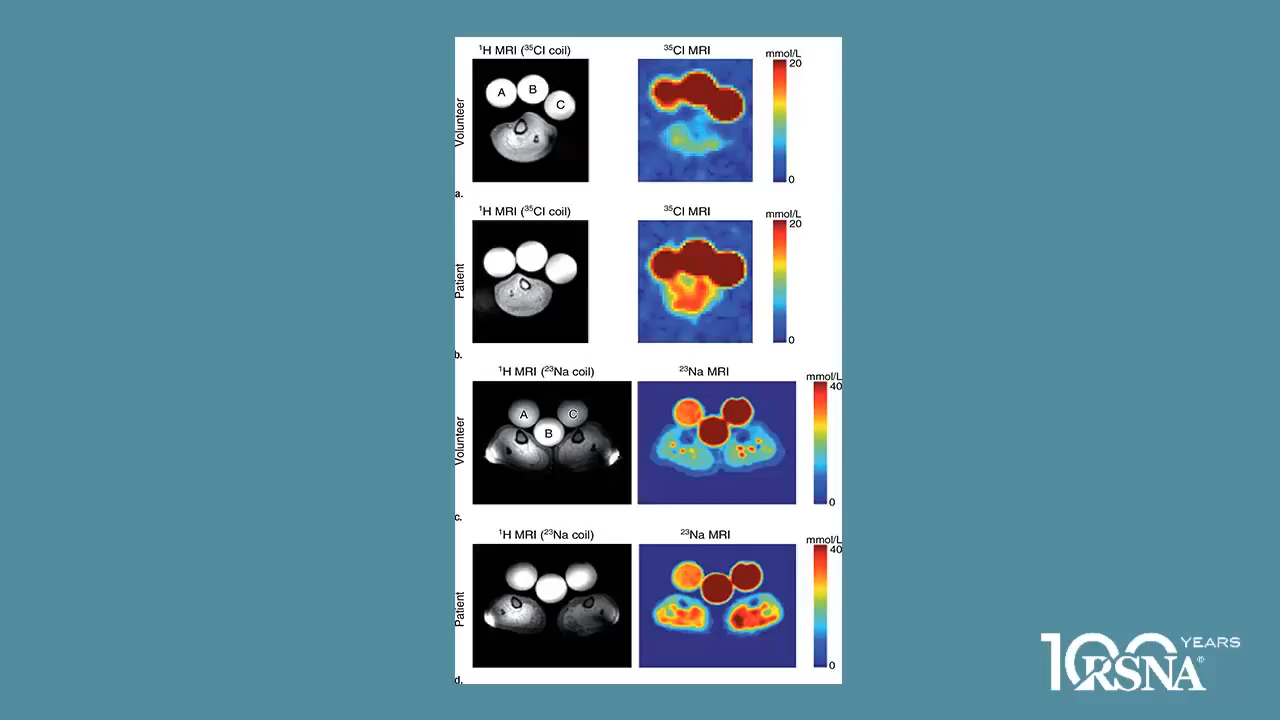 ¹H MRI (³⁵Cl coil) ³⁵Cl MRI mmol/L
Volunteer A B C 20
0
a.
¹H MRI (³⁵Cl coil) ³⁵Cl MRI mmol/L
Patient 20
0
b.
¹H MRI (²³Na coil) ²³Na MRI mmol/L
Volunteer A B C 40
0
c.
¹H MRI (²³Na coil) ²³Na MRI mmol/L
Patient 40
0
d.
100 YEARS
RSNA®